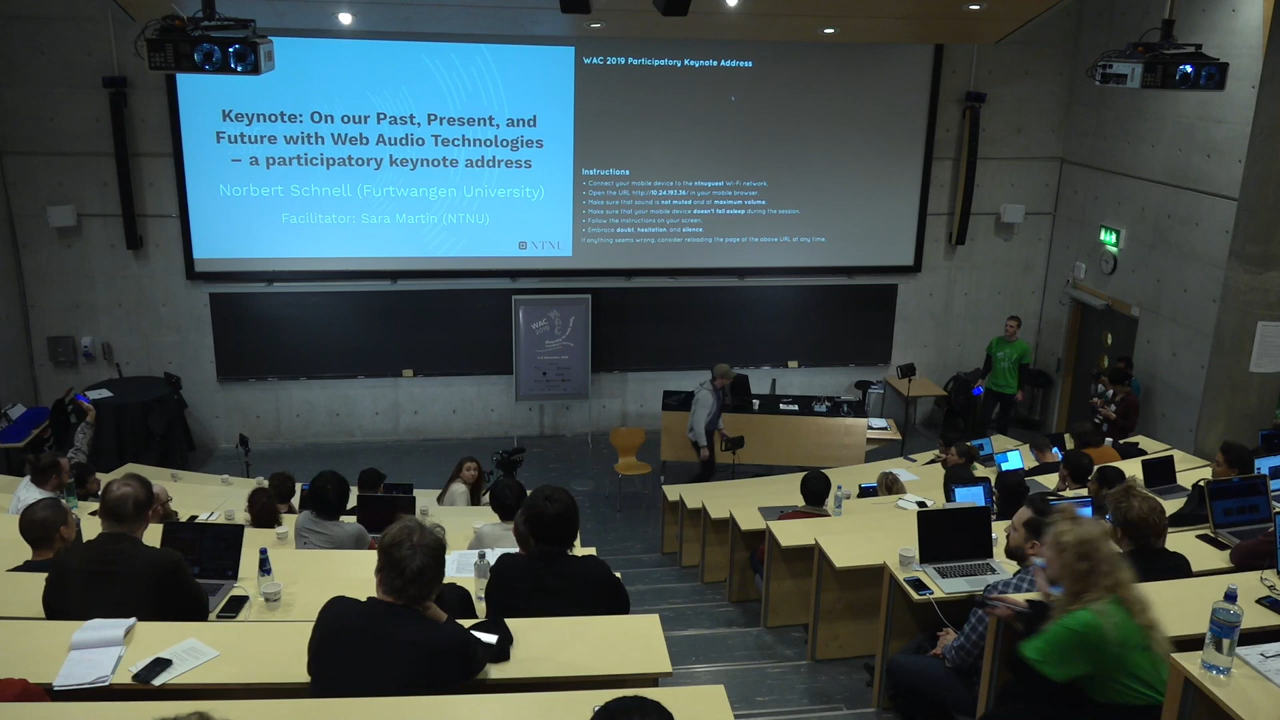 Keynote: On our Past, Present, and
Future with Web Audio Technologies
– a participatory keynote address
Norbert Schnell (Furtwangen University)
Facilitator: Sara Martin (NTNU)
NTNU
WAC 2019 Participatory Keynote Address
Instructions
• Connect your mobile device to the ntnuguest Wi-Fi network.
• Open the URL http://10.24.193.36/ in your mobile browser.
• Make sure that sound is not muted and at maximum volume.
• Make sure that your mobile device doesn't fall asleep during the session.
• Follow the instructions on your screen.
• Embrace doubt, hesitation, and silence.
If anything seems wrong, consider reloading the page of the above URL at any time.
WAC
2019